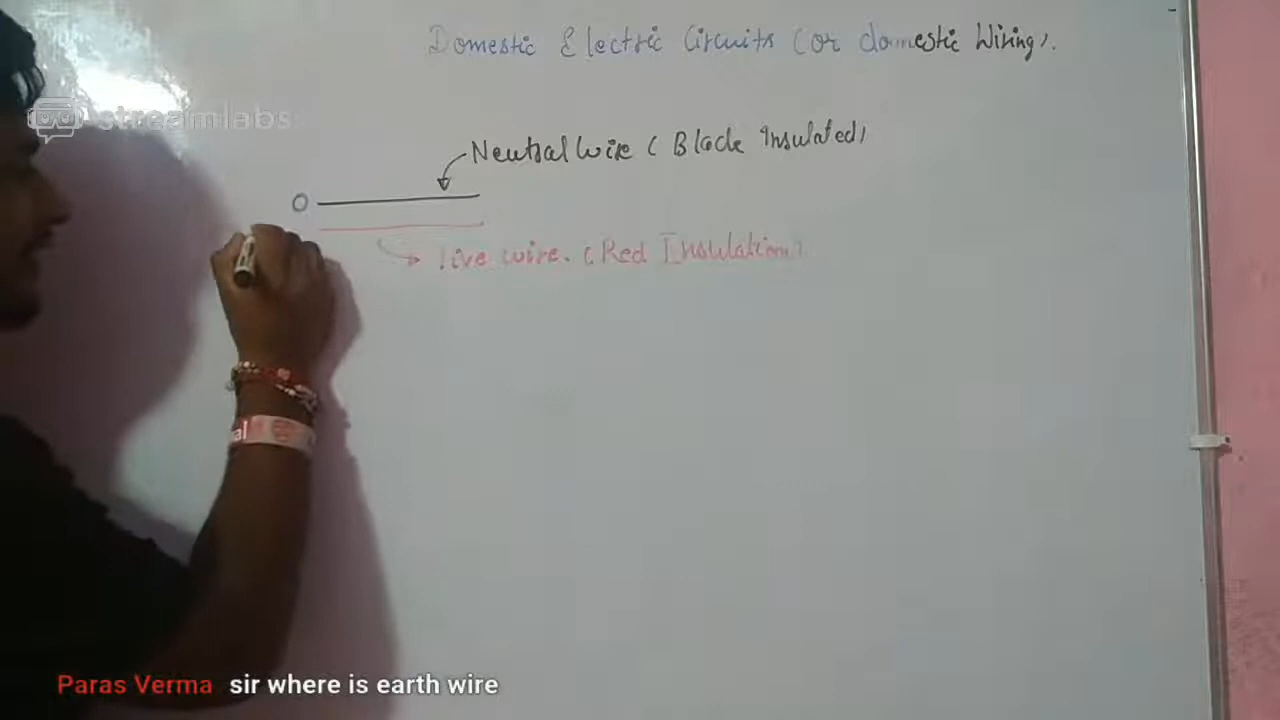 Domestic Electric Circuits (or domestic Wiring).
streamlabs
Neutral wire (Black Insulated)
O
live wire. (Red Insulation)
al
Paras Verma sir where is earth wire